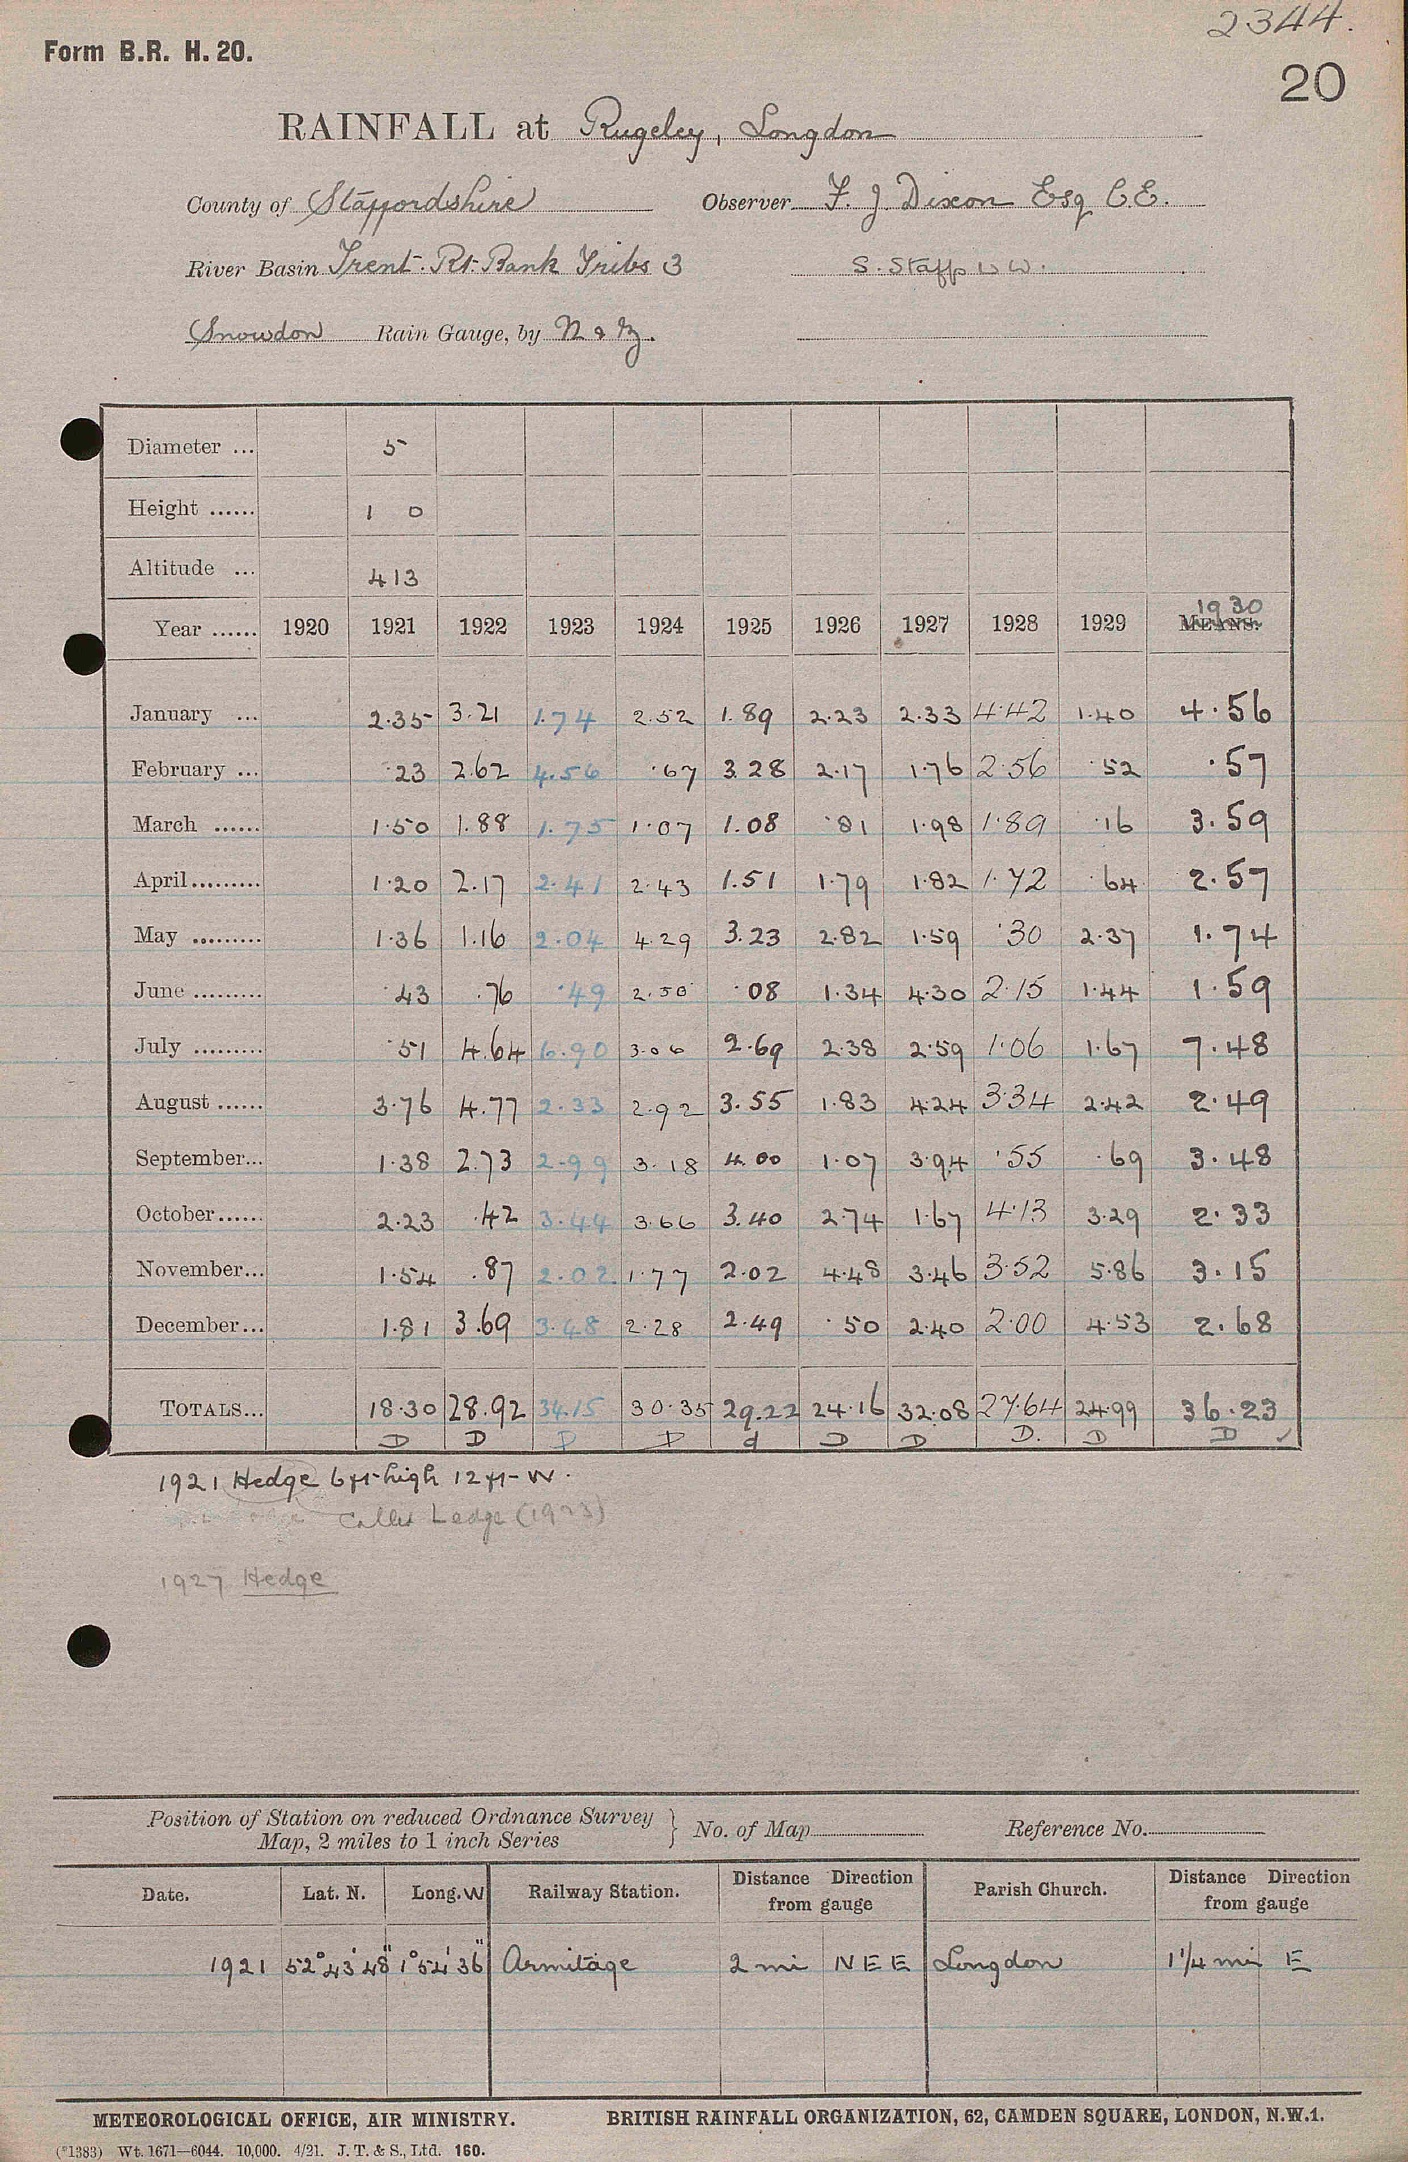 2344.
Form B.R. H. 20.
20
RAINFALL at Rugeley, Longdon
County of Staffordshire Observer F. J. Dixon Esq C.E.
River Basin Trent. Rt. Bank Tribs 3 S. Staffs W W.
Snowdon Rain Gauge, by N & Z.
Diameter ... 5
Height ...... 1 0
Altitude ... 413
1930
Year ...... 1920 1921 1922 1923 1924 1925 1926 1927 1928 1929 MEANS.
January ... 2.35 3.21 1.74 2.52 1.89 2.23 2.33 4.42 1.40 4.56
February ... .23 2.62 4.56 .67 3.28 2.17 1.76 2.56 .52 .57
March ...... 1.50 1.88 1.75 1.07 1.08 .81 1.98 1.89 .16 3.59
April ......... 1.20 2.17 2.41 2.43 1.51 1.79 1.82 1.72 .64 2.57
May ......... 1.36 1.16 2.04 4.29 3.23 2.82 1.59 .30 2.37 1.74
June ......... .43 .76 .49 2.50 .08 1.34 4.30 2.15 1.44 1.59
July ......... .51 4.64 6.90 3.06 2.69 2.38 2.59 1.06 1.67 7.48
August ...... 3.76 4.77 2.33 2.92 3.55 1.83 4.24 3.34 2.42 2.49
September... 1.38 2.73 2.99 3.18 4.00 1.07 3.94 .55 .69 3.48
October...... 2.23 .42 3.44 3.66 3.40 2.74 1.67 4.13 3.29 2.33
November... 1.54 .87 2.02 1.77 2.02 4.48 3.46 3.52 5.86 3.15
December... 1.81 3.69 3.48 2.28 2.49 .50 2.40 2.00 4.53 2.68
TOTALS... 18.30 28.92 34.15 30.35 29.22 24.16 32.08 27.64 24.99 36.23
D D D D d D D D. D D ✓
1921 Hedge 6 ft high 12 ft W.
Called Ledge (1923)
1927 Hedge
Position of Station on reduced Ordnance Survey
Map, 2 miles to 1 inch Series } No. of Map Reference No.
Date. Lat. N. Long. W Railway Station. Distance Direction from gauge Parish Church. Distance Direction from gauge
1921 52° 43' 48" 1° 54' 36" Armitage 2 mi N E E Longdon 1 1/4 mi E
METEOROLOGICAL OFFICE, AIR MINISTRY. BRITISH RAINFALL ORGANIZATION, 62, CAMDEN SQUARE, LONDON, N.W.1.
(*1383) Wt. 1671—6044. 10,000. 4/21. J. T. & S., Ltd. 160.